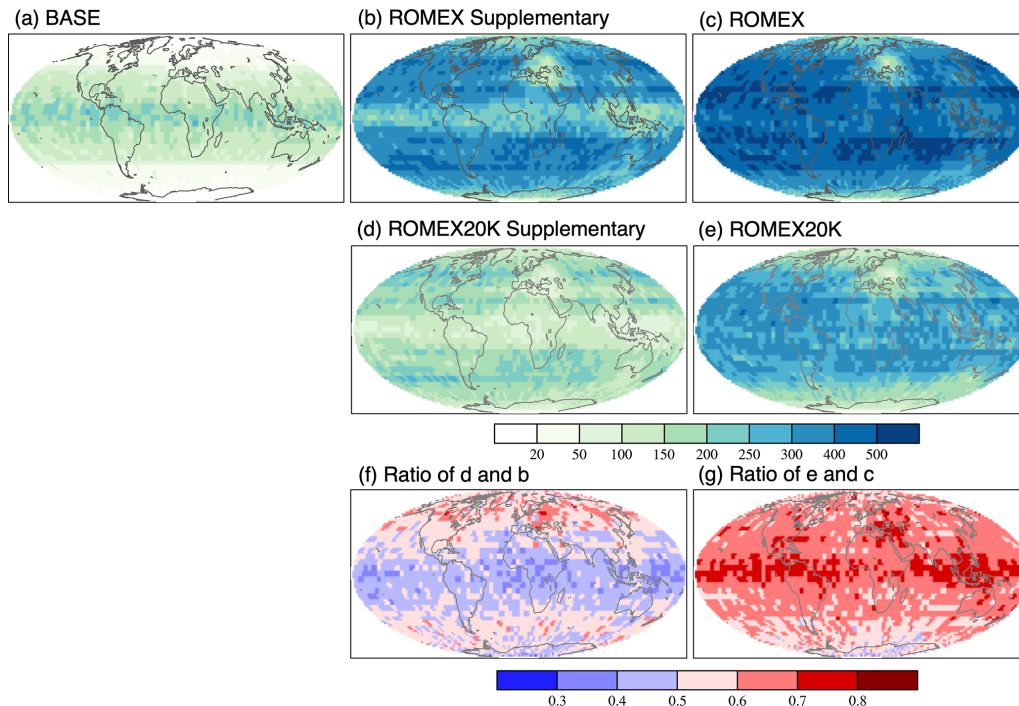 (a) BASE
(b) ROMEX Supplementary
(c) ROMEX
(d) ROMEX20K Supplementary
(e) ROMEX20K
20 50 100 150 200 250 300 400 500
(f) Ratio of d and b
(g) Ratio of e and c
0.3 0.4 0.5 0.6 0.7 0.8